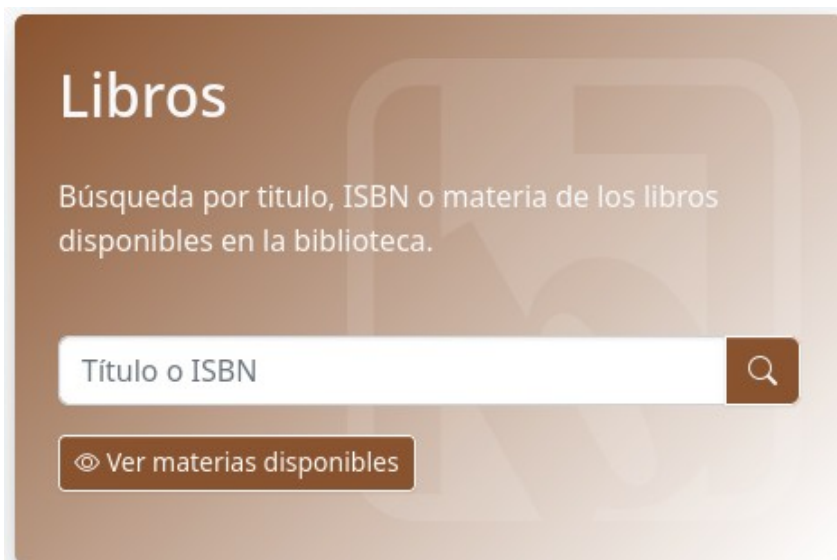 Libros
Búsqueda por titulo, ISBN o materia de los libros
disponibles en la biblioteca.
Título o ISBN
Ver materias disponibles